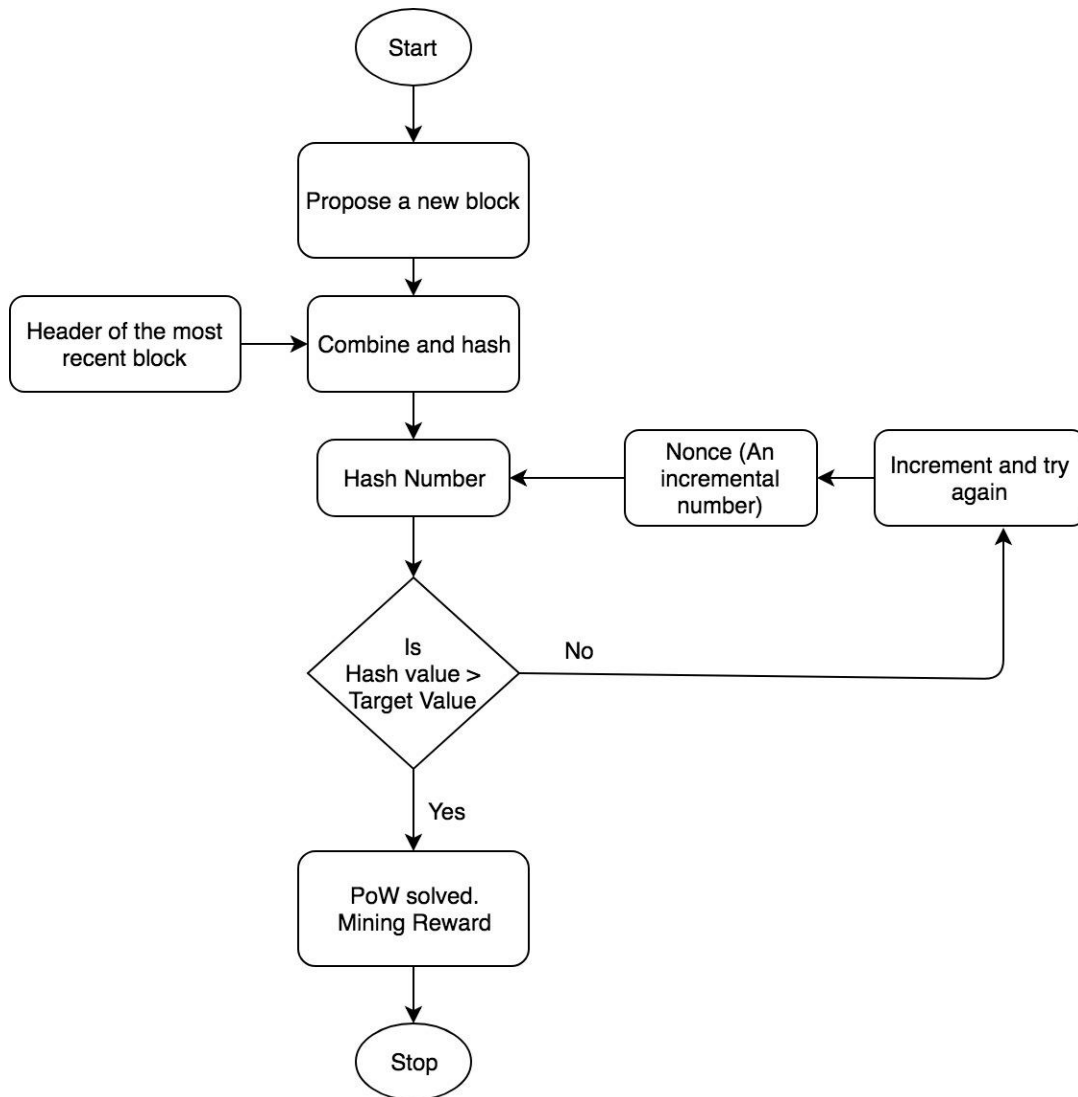 Start
Propose a new block
Header of the most
recent block
Combine and hash
Hash Number
Nonce (An
incremental
number)
Increment and try
again
Is
Hash value >
Target Value
No
Yes
PoW solved.
Mining Reward
Stop